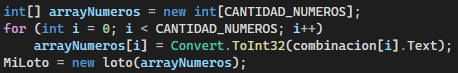 int[] arrayNumeros = new int[CANTIDAD_NUMEROS];
for (int i = 0; i < CANTIDAD_NUMEROS; i++)
    arrayNumeros[i] = Convert.ToInt32(combinacion[i].Text);
MiLoto = new loto(arrayNumeros);